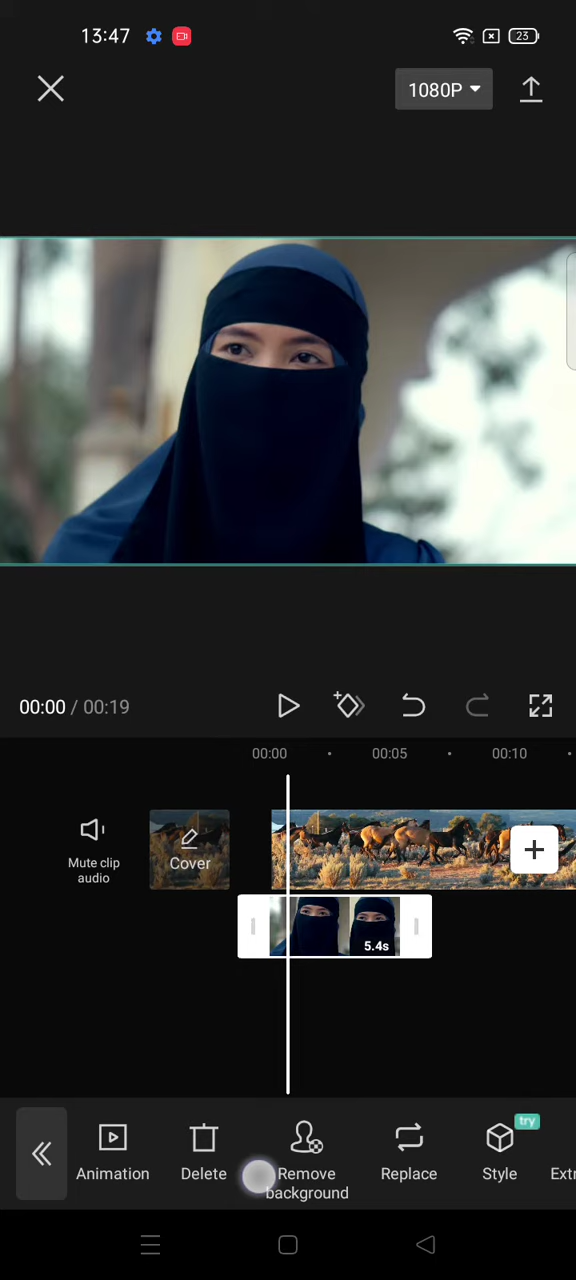 13:47 23
1080P
00:00 / 00:19
00:00 00:05 00:10
Mute clip
audio
Cover
5.4s
try
Animation Delete Remove
background Replace Style Extr